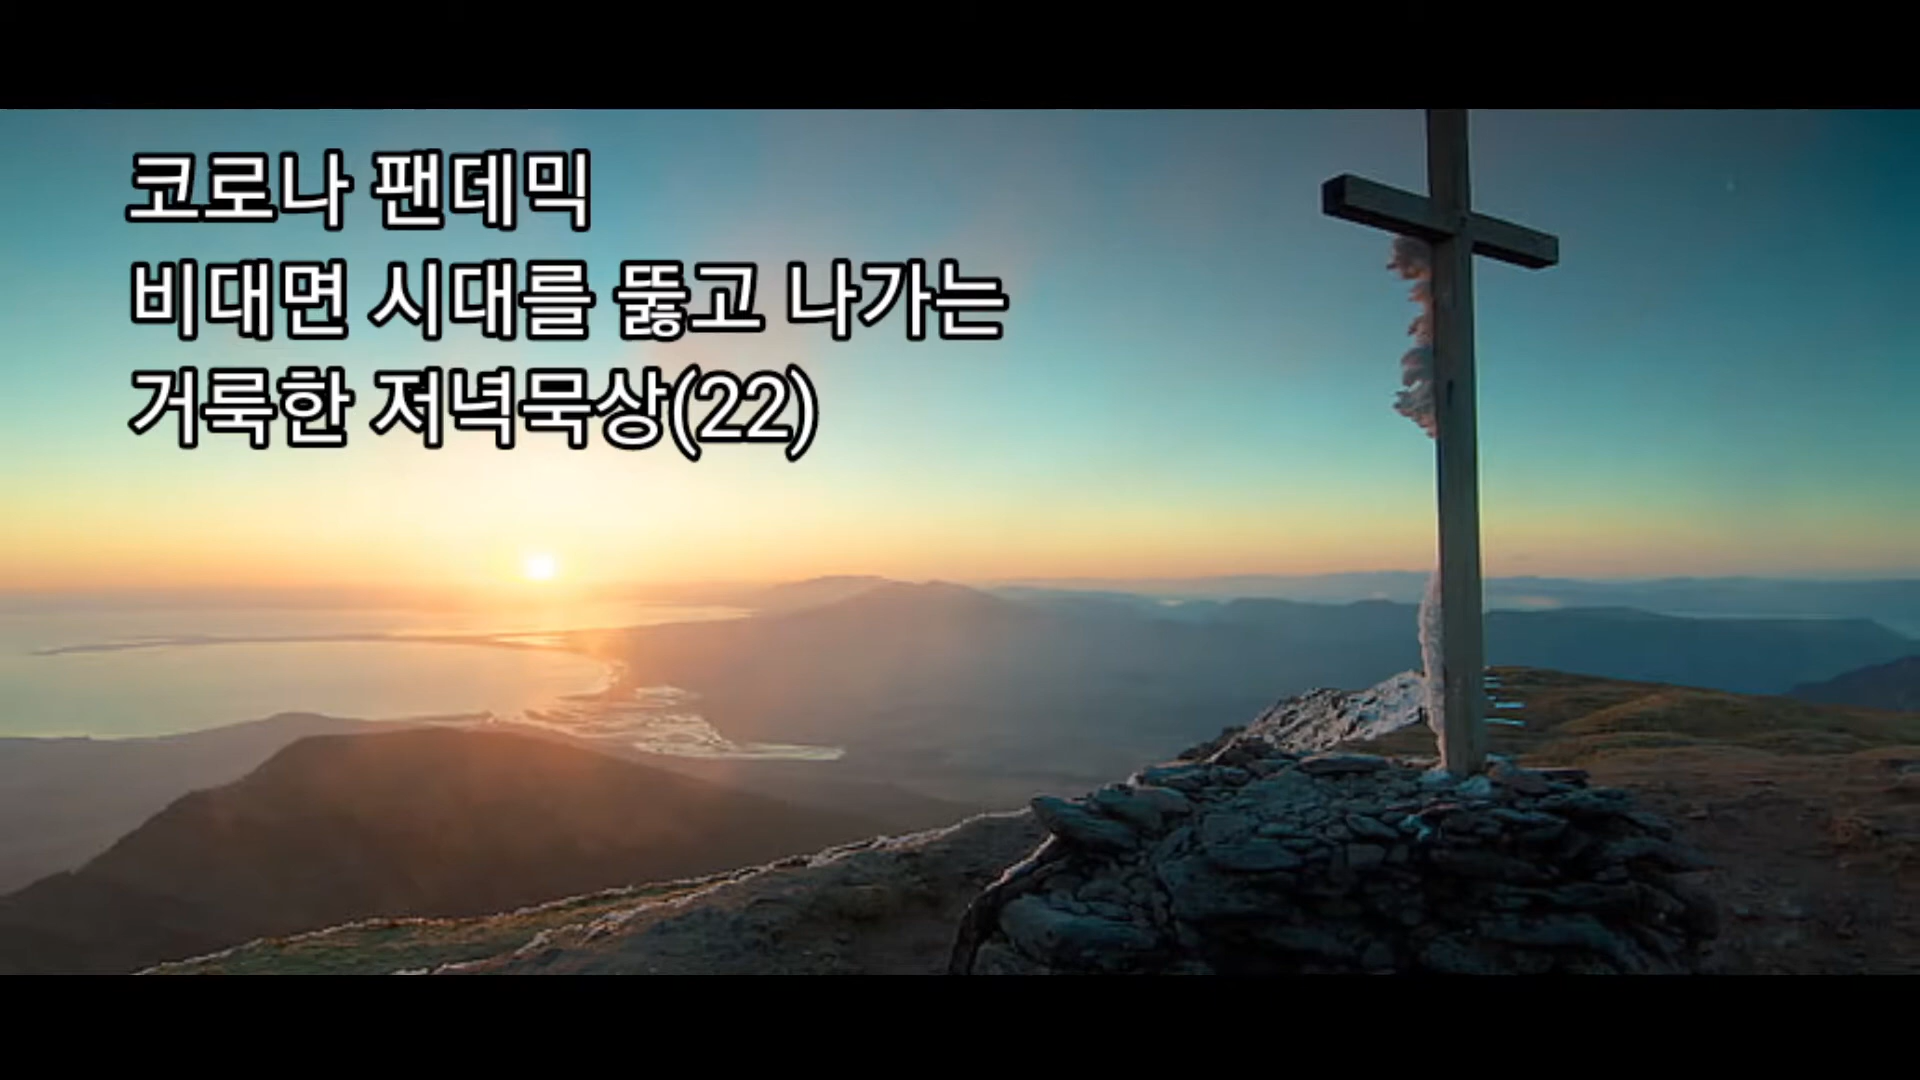 코로나 팬데믹
비대면 시대를 뚫고 나가는
거룩한 저녁묵상(22)